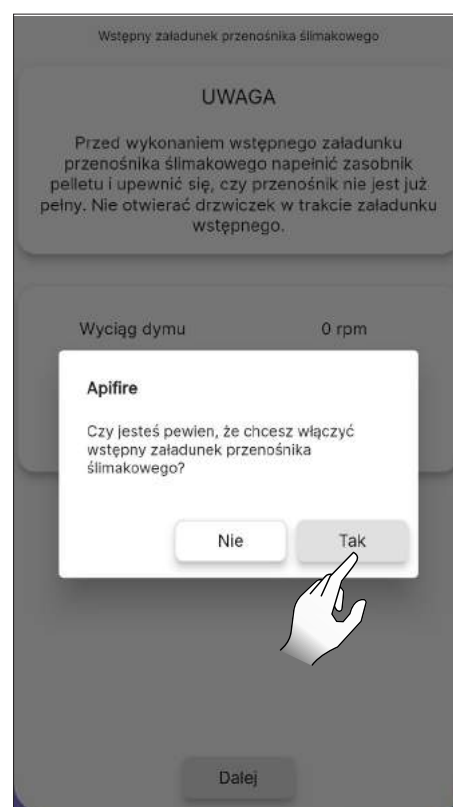 Wstępny załadunek przenośnika ślimakowego
UWAGA
Przed wykonaniem wstępnego załadunku
przenośnika ślimakowego napełnić zasobnik
pelletu i upewnić się, czy przenośnik nie jest już
pełny. Nie otwierać drzwiczek w trakcie załadunku
wstępnego.
Wyciąg dymu 0 rpm
Apifire
Czy jesteś pewien, że chcesz włączyć
wstępny załadunek przenośnika
ślimakowego?
Nie Tak
Dalej